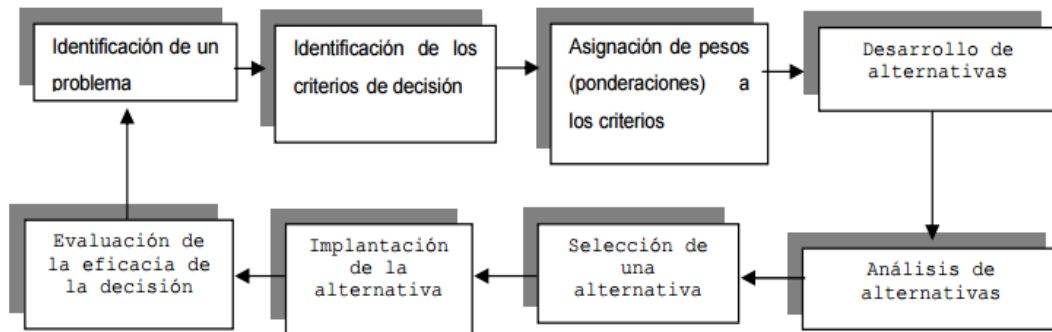 Identificación de un
problema
Identificación de los
criterios de decisión
Asignación de pesos
(ponderaciones) a
los criterios
Desarrollo de
alternativas
Análisis de
alternativas
Selección de
una
alternativa
Implantación
de la
alternativa
Evaluación de
la eficacia de
la decisión